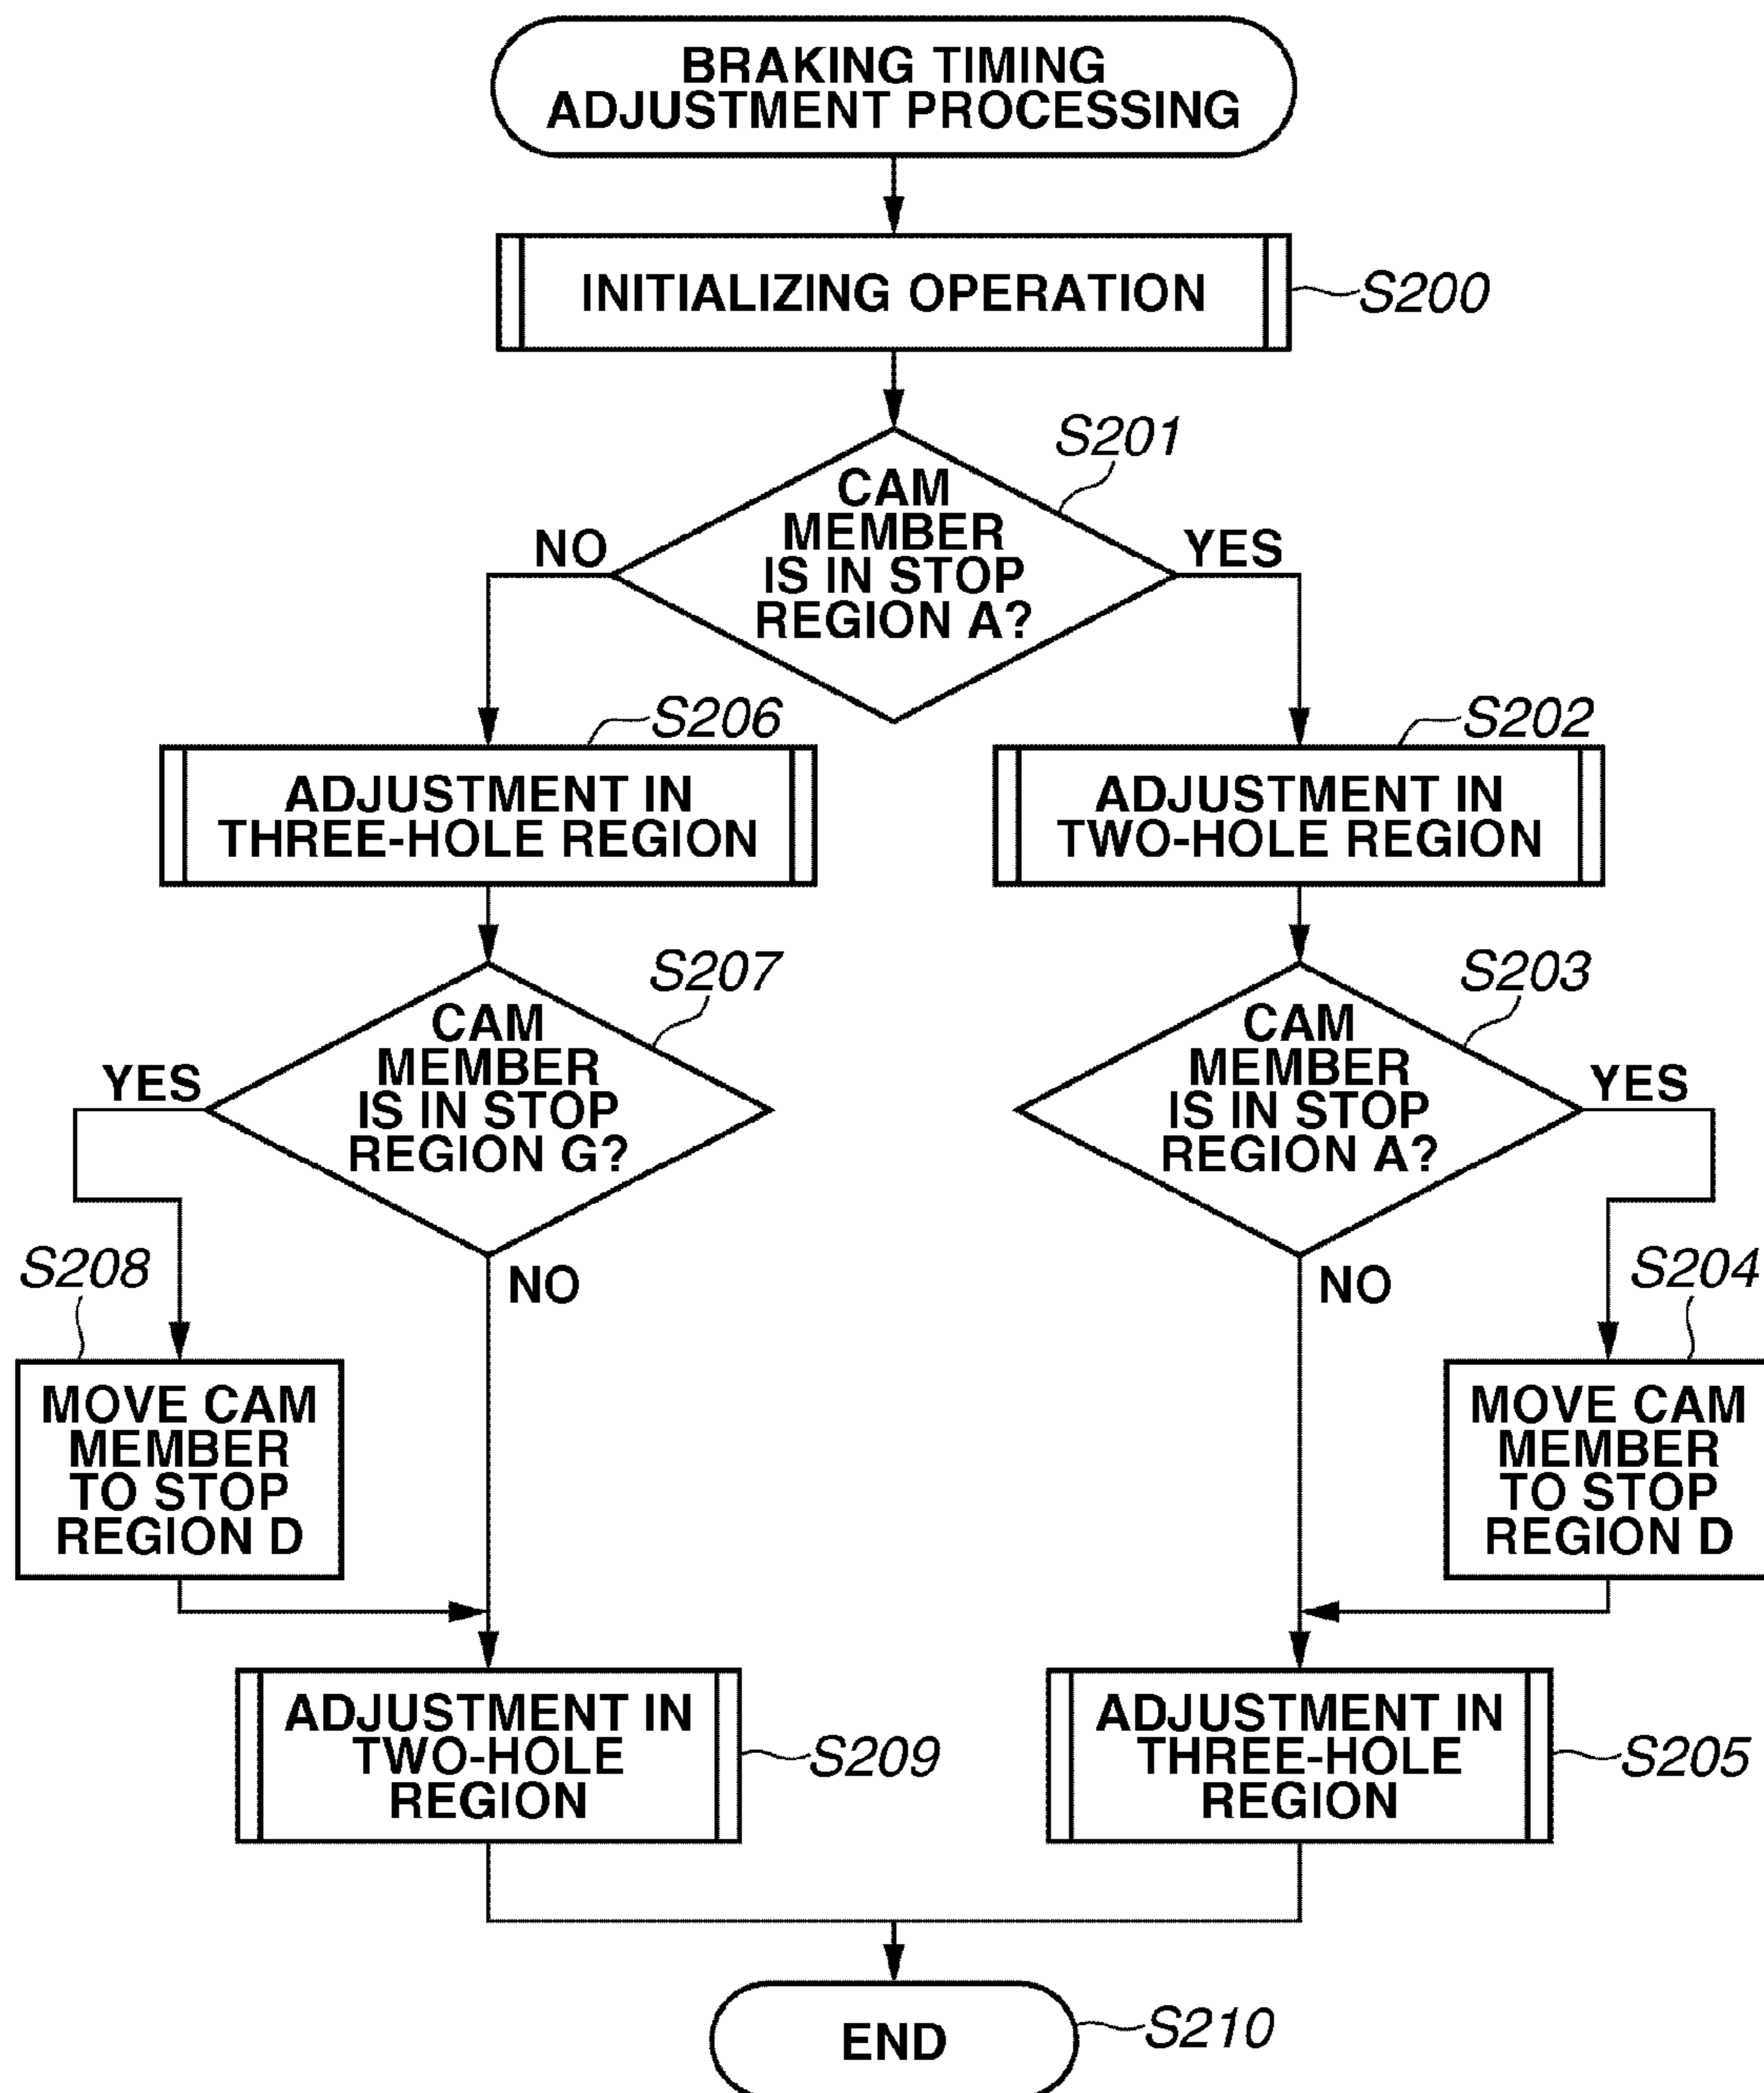 BRAKING TIMING
ADJUSTMENT PROCESSING
INITIALIZING OPERATION
S200
S201
CAM
MEMBER
IS IN STOP
REGION A?
NO
YES
S206
ADJUSTMENT IN
THREE-HOLE REGION
S202
ADJUSTMENT IN
TWO-HOLE REGION
S207
CAM
MEMBER
IS IN STOP
REGION G?
YES
NO
S203
CAM
MEMBER
IS IN STOP
REGION A?
YES
NO
S208
MOVE CAM
MEMBER
TO STOP
REGION D
S204
MOVE CAM
MEMBER
TO STOP
REGION D
ADJUSTMENT IN
TWO-HOLE
REGION
S209
ADJUSTMENT IN
THREE-HOLE
REGION
S205
END
S210